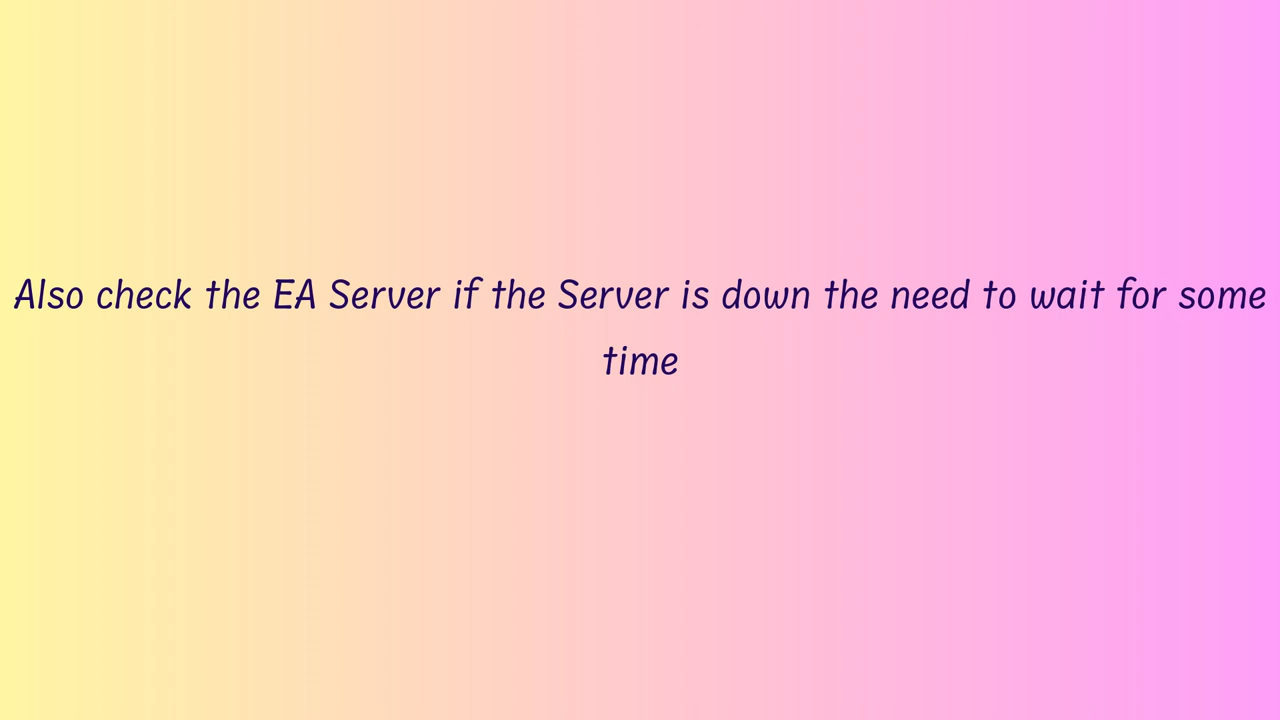 Also check the EA Server if the Server is down the need to wait for some
time